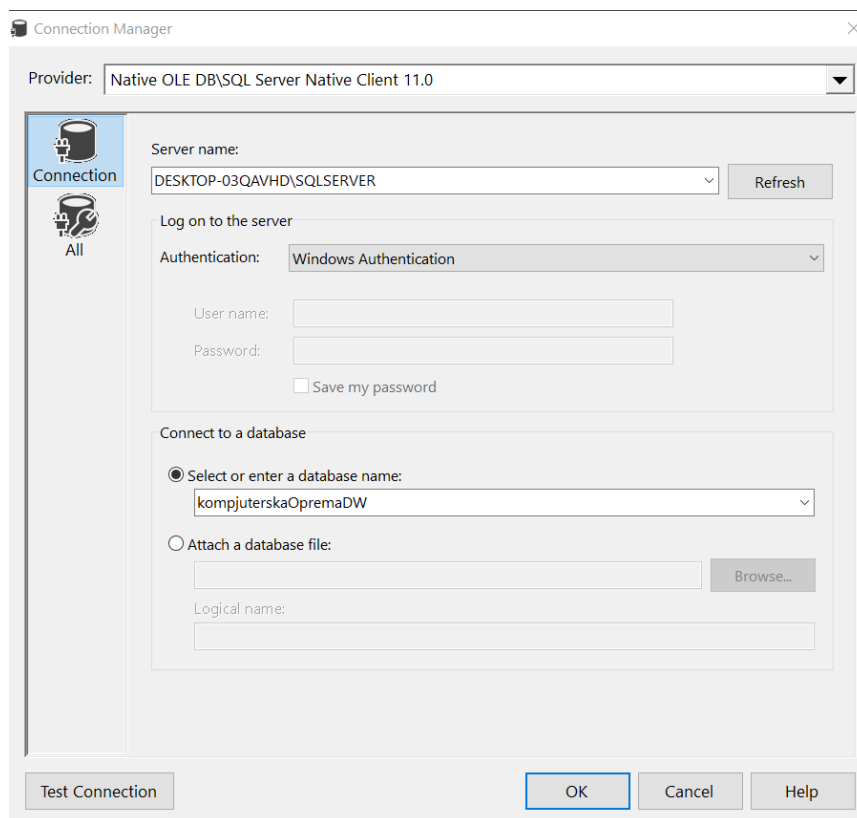 Connection Manager
Provider: Native OLE DB\SQL Server Native Client 11.0
Connection
All
Server name:
DESKTOP-03QAVHD\SQLSERVER
Refresh
Log on to the server
Authentication: Windows Authentication
User name:
Password:
Save my password
Connect to a database
Select or enter a database name:
kompjuterskaOpremaDW
Attach a database file:
Browse...
Logical name:
Test Connection
OK
Cancel
Help